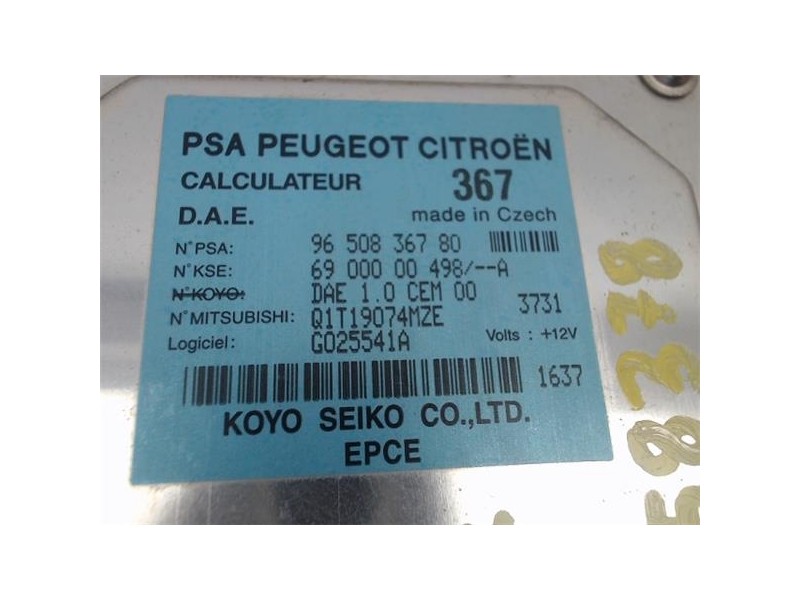 PSA PEUGEOT CITROËN
CALCULATEUR 367
D.A.E. made in Czech
N°PSA: 96 508 367 80
N°KSE: 69 000 00 498/--A
N°KOYO: DAE 1.0 CEM 00
N°MITSUBISHI: Q1T19074MZE 3731
Logiciel: G025541A Volts : +12V
1637
KOYO SEIKO CO.,LTD.
EPCE